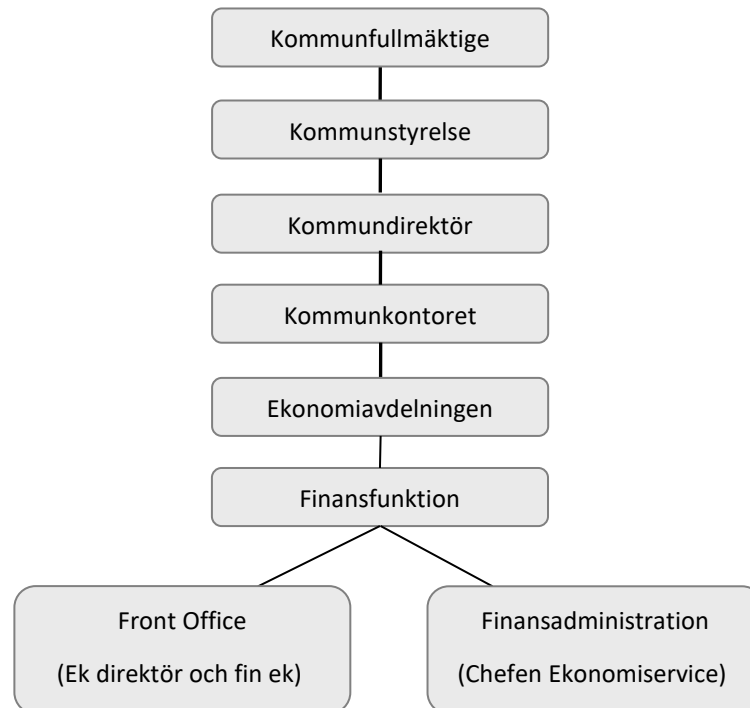 Kommunfullmäktige
Kommunstyrelse
Kommundirektör
Kommunkontoret
Ekonomiavdelningen
Finansfunktion
Front Office
(Ek direktör och fin ek)
Finansadministration
(Chefen Ekonomiservice)